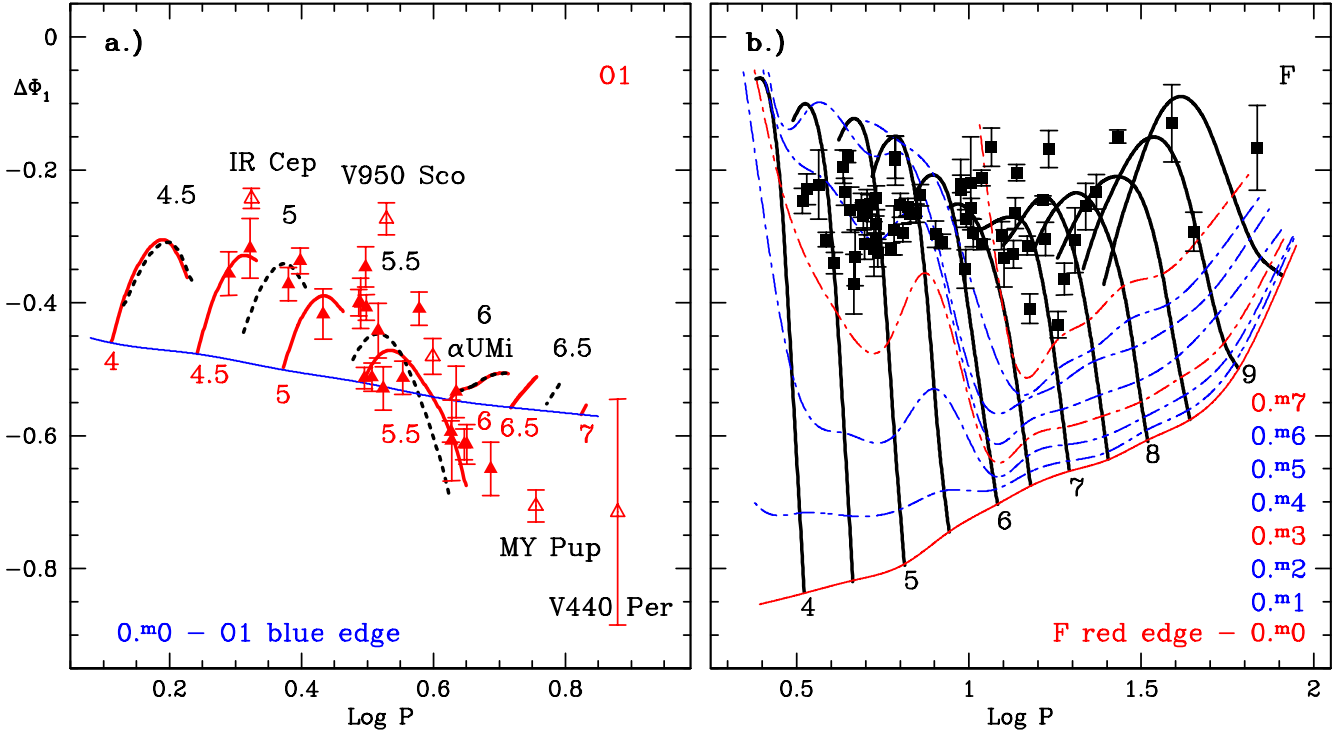 a.)
O1
ΔΦ₁
0
−0.2
−0.4
−0.6
−0.8
IR Cep
V950 Sco
4.5
5
5.5
6
αUMi
6.5
4
4.5
5
5.5
6
6.5
7
MY Pup
V440 Per
0.ᵐ0 − O1 blue edge
0.2
0.4
0.6
0.8
Log P
b.)
F
9
8
7
6
5
4
0.ᵐ7
0.ᵐ6
0.ᵐ5
0.ᵐ4
0.ᵐ3
0.ᵐ2
0.ᵐ1
F red edge − 0.ᵐ0
0.5
1
1.5
2
Log P